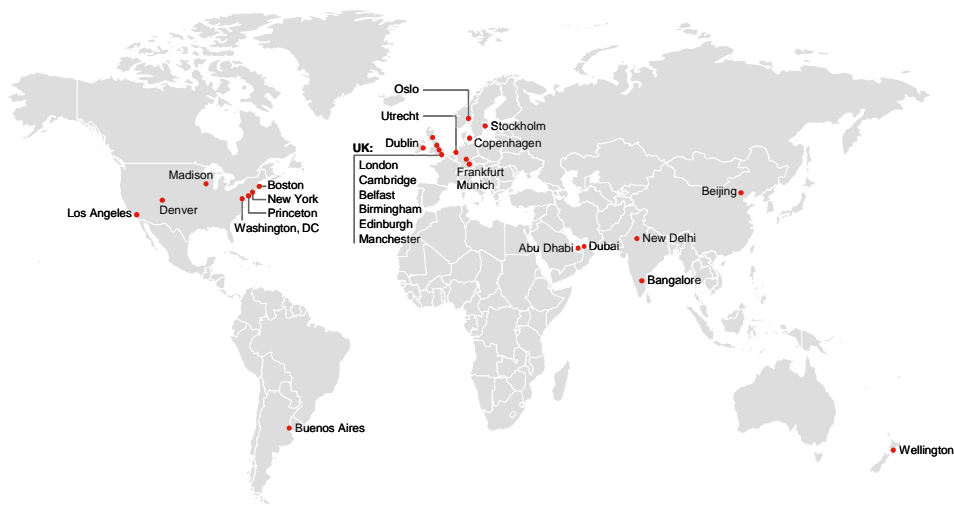 Oslo
Utrecht
Stockholm
Dublin
Copenhagen
UK:
London
Cambridge
Belfast
Birmingham
Edinburgh
Manchester
Frankfurt
Munich
Madison
Boston
New York
Princeton
Washington, DC
Denver
Los Angeles
Beijing
New Delhi
Abu Dhabi
Dubai
Bangalore
Buenos Aires
Wellington